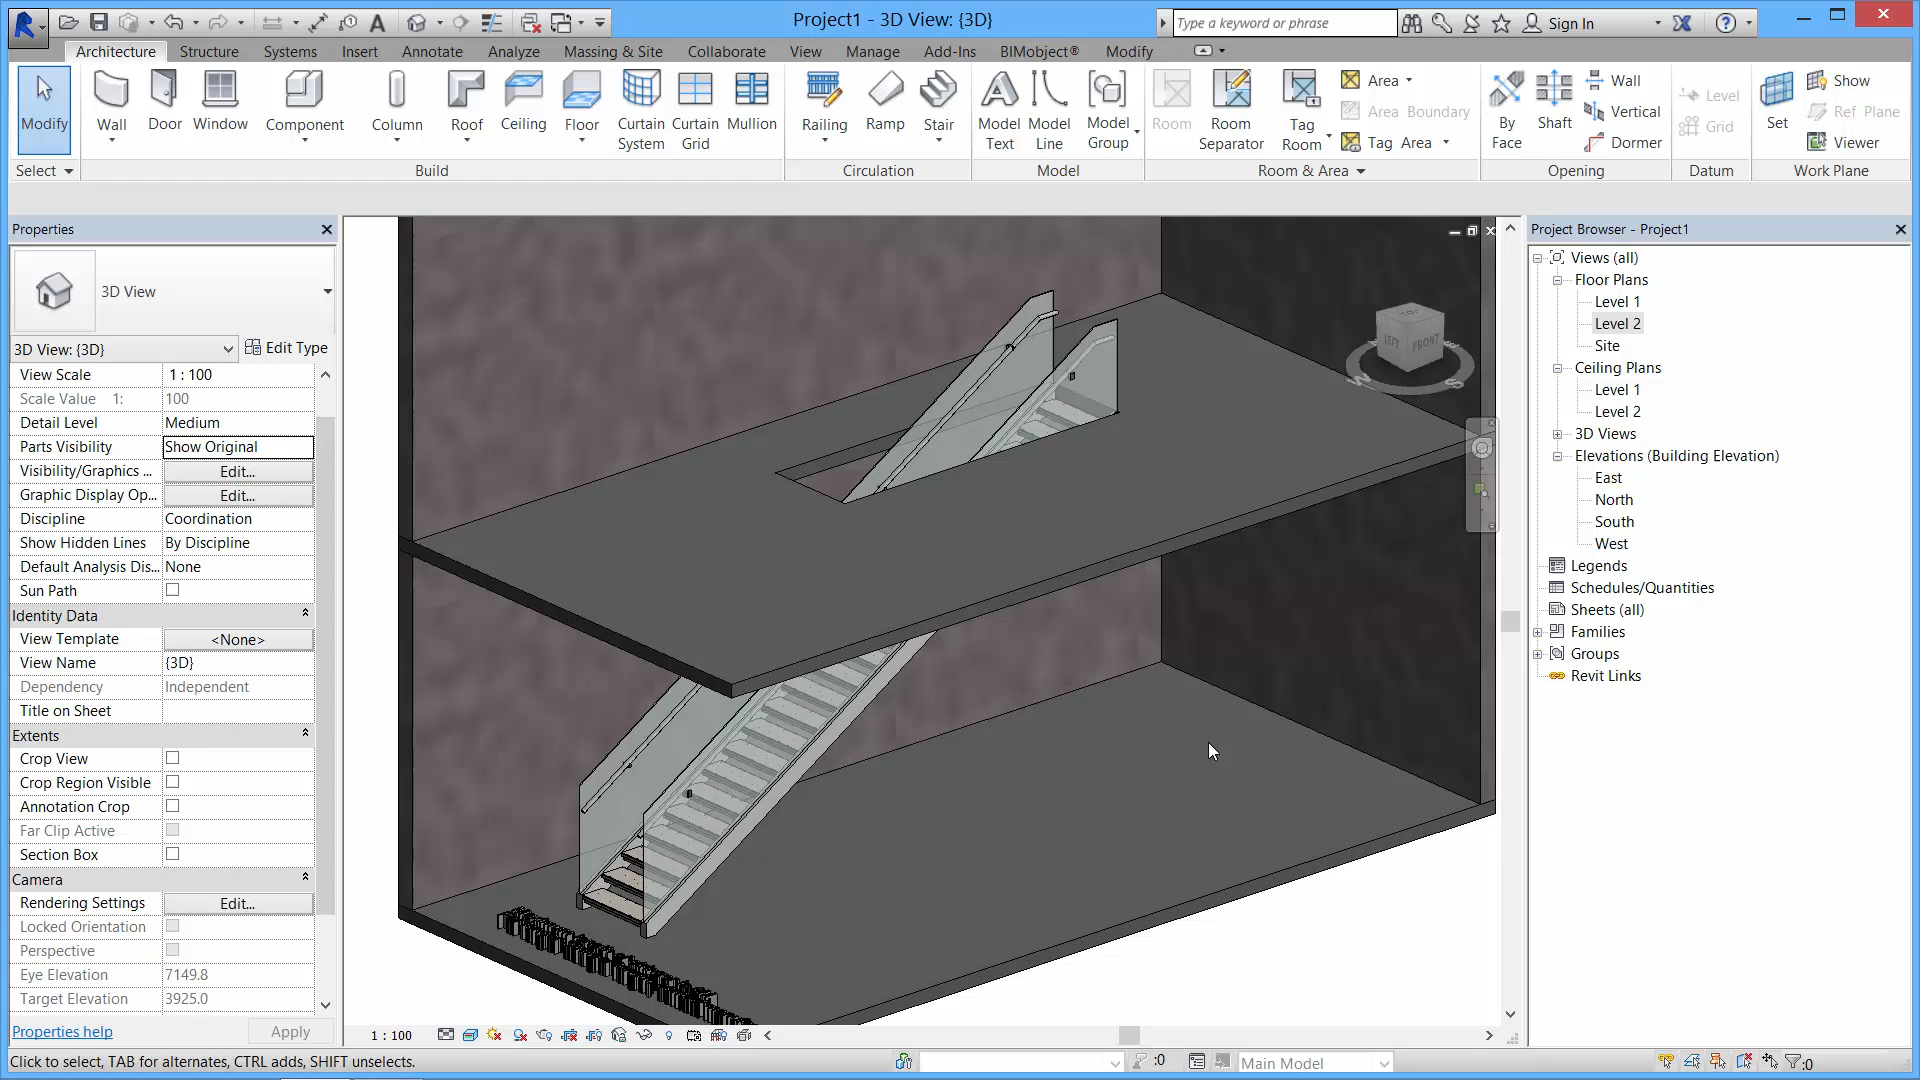 Project1 - 3D View: {3D}
Type a keyword or phrase
Sign In
Architecture Structure Systems Insert Annotate Analyze Massing & Site Collaborate View Manage Add-Ins BIMobject® Modify
Modify
Wall
Door
Window
Component
Column
Roof
Ceiling
Floor
Curtain System
Curtain Grid
Mullion
Railing
Ramp
Stair
Model Text
Model Line
Model Group
Room
Room Separator
Tag Room
Area
Area Boundary
Tag Area
By Face
Shaft
Wall
Vertical
Dormer
Level
Grid
Set
Show
Ref Plane
Viewer
Select Build Circulation Model Room & Area Opening Datum Work Plane
Properties
3D View
3D View: {3D} Edit Type
View Scale 1 : 100
Scale Value 1: 100
Detail Level Medium
Parts Visibility Show Original
Visibility/Graphics ... Edit...
Graphic Display Op... Edit...
Discipline Coordination
Show Hidden Lines By Discipline
Default Analysis Dis... None
Sun Path
Identity Data
View Template <None>
View Name {3D}
Dependency Independent
Title on Sheet
Extents
Crop View
Crop Region Visible
Annotation Crop
Far Clip Active
Section Box
Camera
Rendering Settings Edit...
Locked Orientation
Perspective
Eye Elevation 7149.8
Target Elevation 3925.0
Properties help Apply
LEFT FRONT
W S
1 : 100
Project Browser - Project1
Views (all)
Floor Plans
Level 1
Level 2
Site
Ceiling Plans
Level 1
Level 2
3D Views
Elevations (Building Elevation)
East
North
South
West
Legends
Schedules/Quantities
Sheets (all)
Families
Groups
Revit Links
Click to select, TAB for alternates, CTRL adds, SHIFT unselects.
:0
Main Model
:0